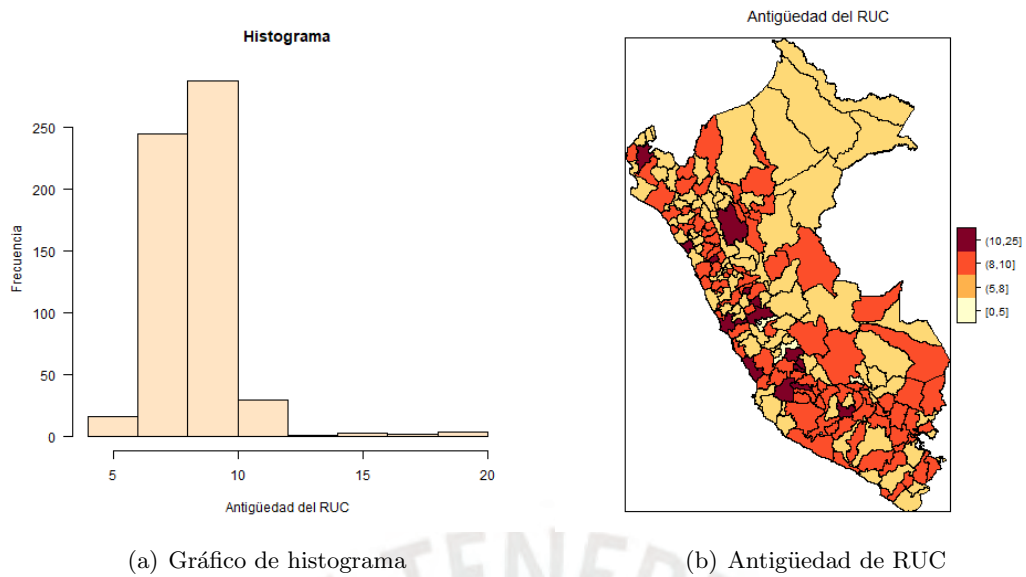 Histograma
Frecuencia
250
200
150
100
50
0
5
10
15
20
Antigüedad del RUC
(a) Gráfico de histograma
Antigüedad del RUC
(10,25]
(8,10]
(5,8]
[0,5]
(b) Antigüedad de RUC
TENEB